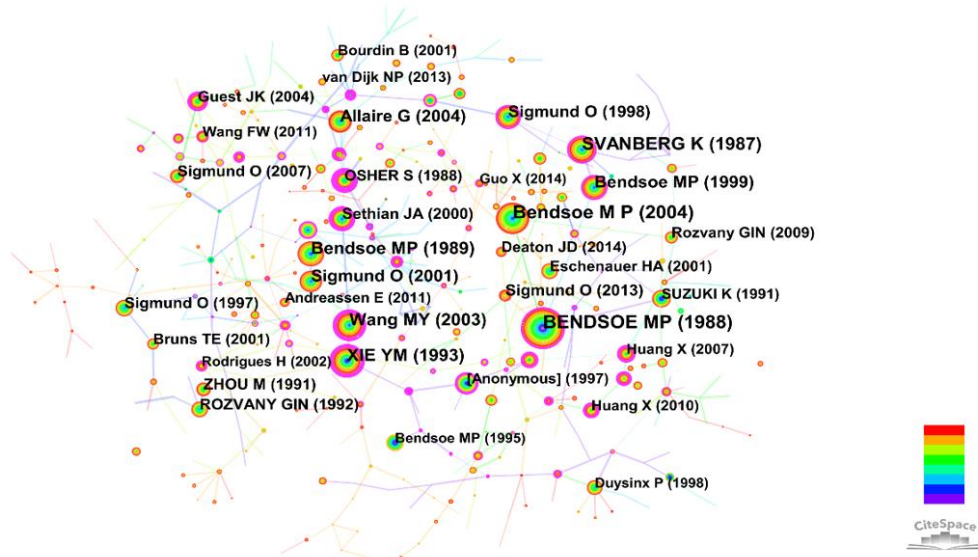 Bourdin B (2001)
van Dijk NP (2013)
Guest JK (2004)
Allaire G (2004)
Sigmund O (1998)
Wang FW (2011)
SVANBERG K (1987)
Sigmund O (2007)
OSHER S (1988)
Guo X (2014)
Bendsoe MP (1999)
Sethian JA (2000)
Bendsoe M P (2004)
Rozvany GIN (2009)
Bendsoe MP (1989)
Deaton JD (2014)
Sigmund O (2001)
Eschenauer HA (2001)
Andreassen E (2011)
Sigmund O (2013)
SUZUKI K (1991)
Sigmund O (1997)
Wang MY (2003)
BENDSOE MP (1988)
Bruns TE (2001)
Huang X (2007)
Rodrigues H (2002)
XIE YM (1993)
ZHOU M (1991)
[Anonymous] (1997)
ROZVANY GIN (1992)
Huang X (2010)
Bendsoe MP (1995)
Duysinx P (1998)
CiteSpace